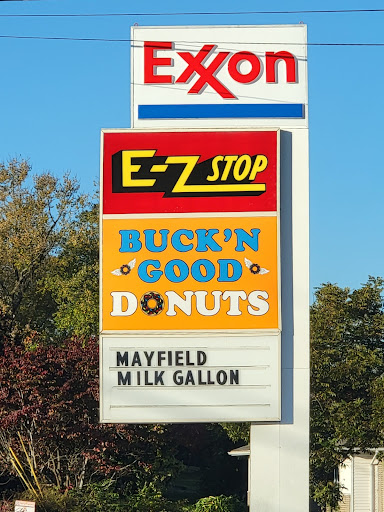 Exxon
E-Z STOP
BUCK'N
GOOD
DONUTS
MAYFIELD
MILK GALLON